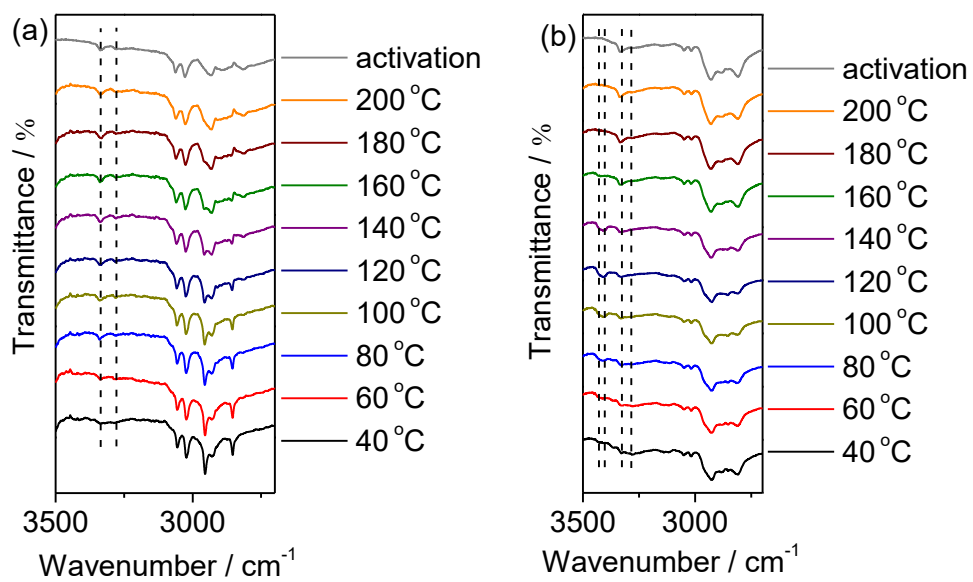 (a)
Transmittance / %
activation
200 °C
180 °C
160 °C
140 °C
120 °C
100 °C
80 °C
60 °C
40 °C
3500
3000
Wavenumber / cm⁻¹
(b)
Transmittance / %
activation
200 °C
180 °C
160 °C
140 °C
120 °C
100 °C
80 °C
60 °C
40 °C
3500
3000
Wavenumber / cm⁻¹